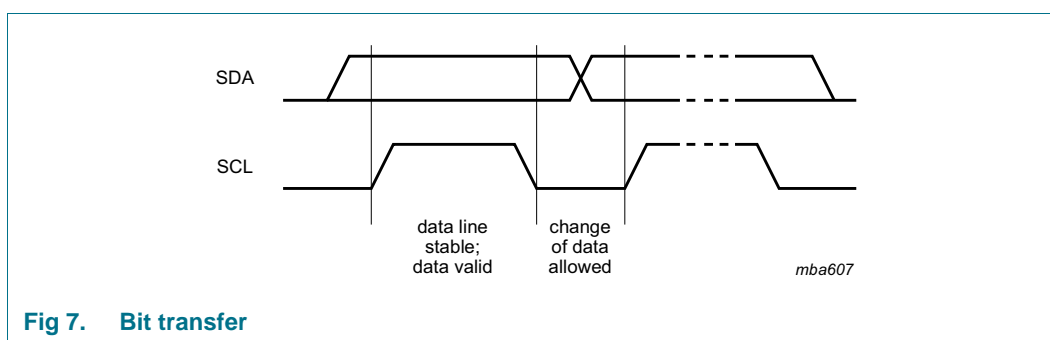 SDA
SCL
data line
stable;
data valid
change
of data
allowed
mba607
Fig 7. Bit transfer